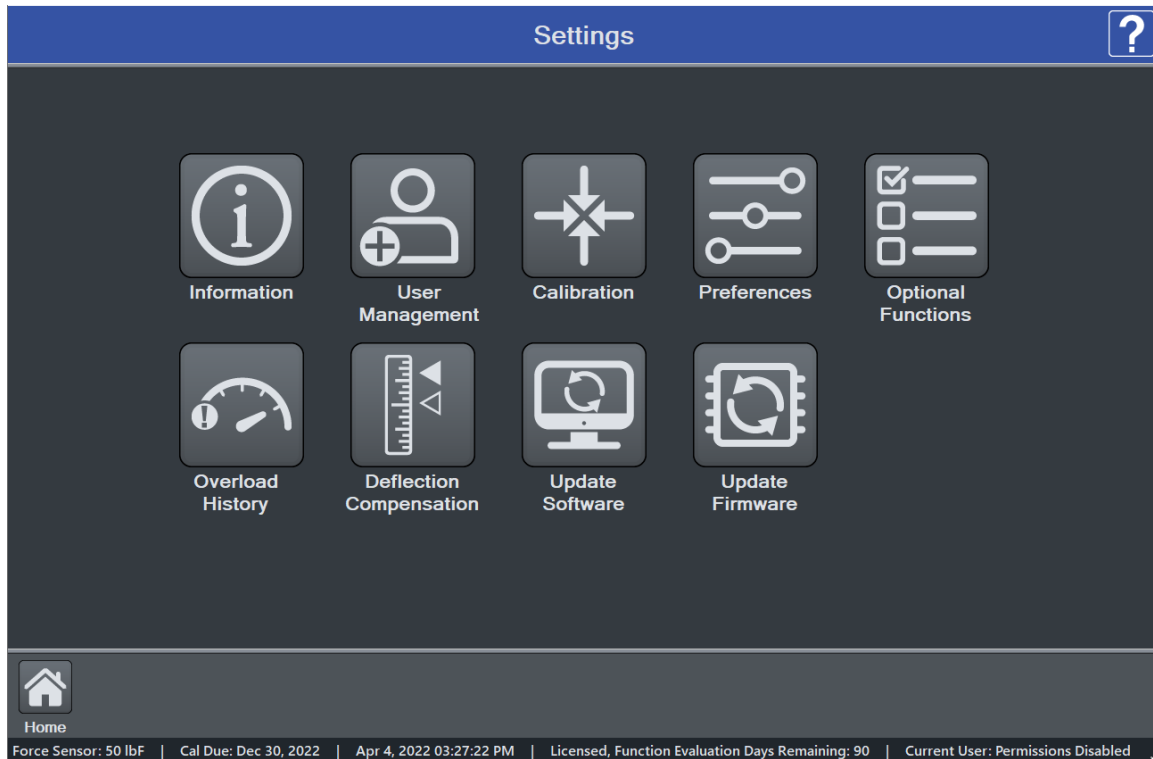 Settings
?
Information
User
Management
Calibration
Preferences
Optional
Functions
Overload
History
Deflection
Compensation
Update
Software
Update
Firmware
Home
Force Sensor: 50 lbF | Cal Due: Dec 30, 2022 | Apr 4, 2022 03:27:22 PM | Licensed, Function Evaluation Days Remaining: 90 | Current User: Permissions Disabled